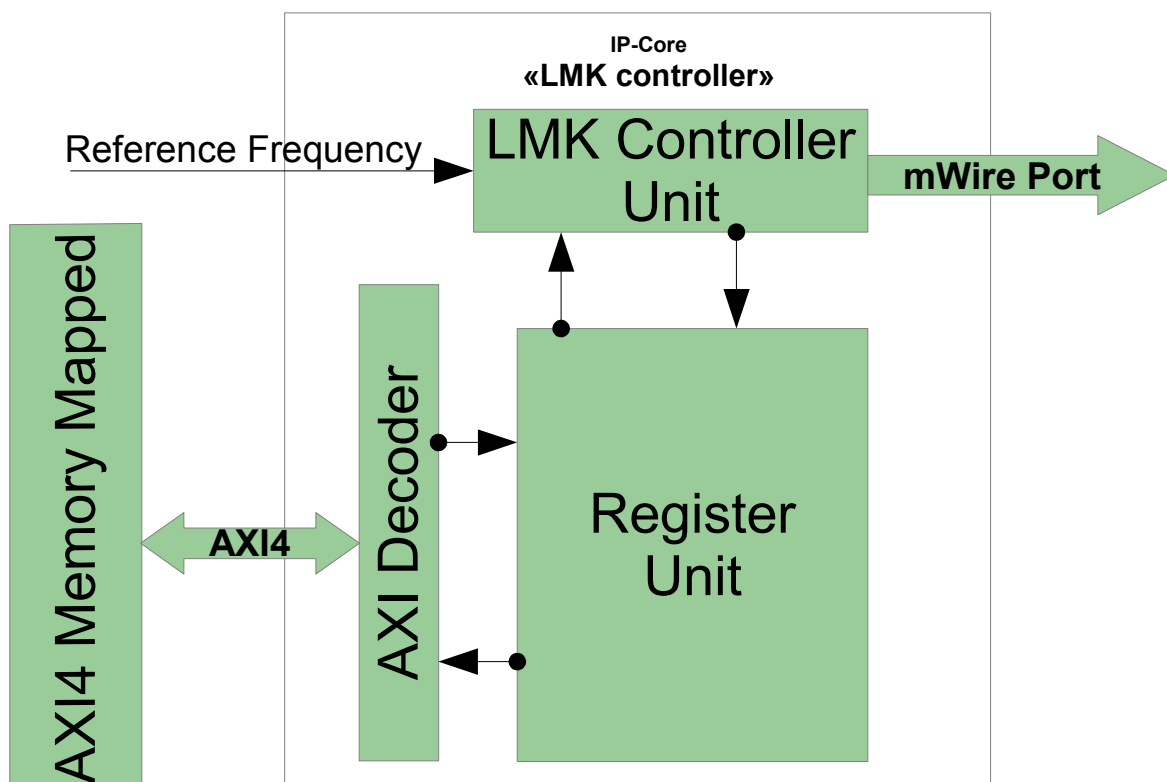 IP-Core
«LMK controller»
LMK Controller
Unit
Reference Frequency
mWire Port
AXI4 Memory Mapped
AXI4
AXI Decoder
Register
Unit